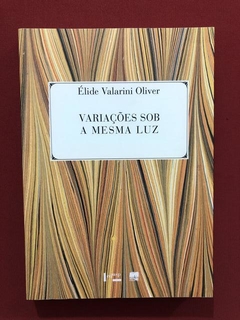 Élide Valarini Oliver
VARIAÇÕES SOB
A MESMA LUZ